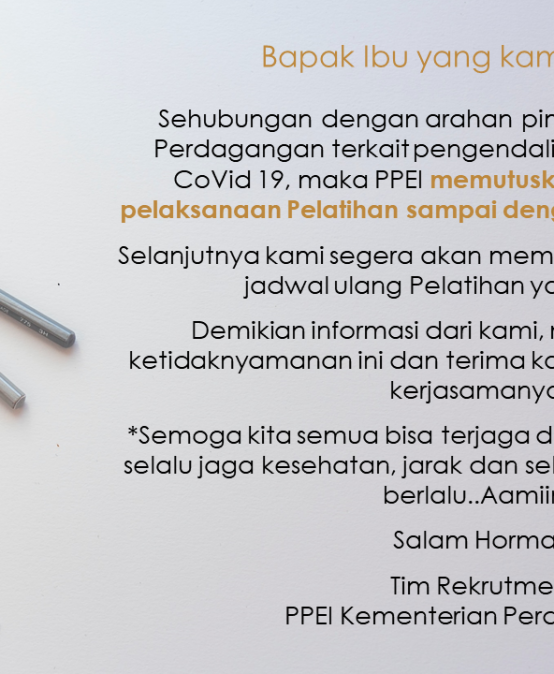 Bapak Ibu yang kam
Sehubungan dengan arahan pin
Perdagangan terkait pengendali
CoVid 19, maka PPEI memutusk
pelaksanaan Pelatihan sampai deng
Selanjutnya kami segera akan mem
jadwal ulang Pelatihan ya
Demikian informasi dari kami,
ketidaknyamanan ini dan terima ka
kerjasamanya
*Semoga kita semua bisa terjaga d
selalu jaga kesehatan, jarak dan sel
berlalu..Aamiin
Salam Horma
Tim Rekrutme
PPEI Kementerian Perd